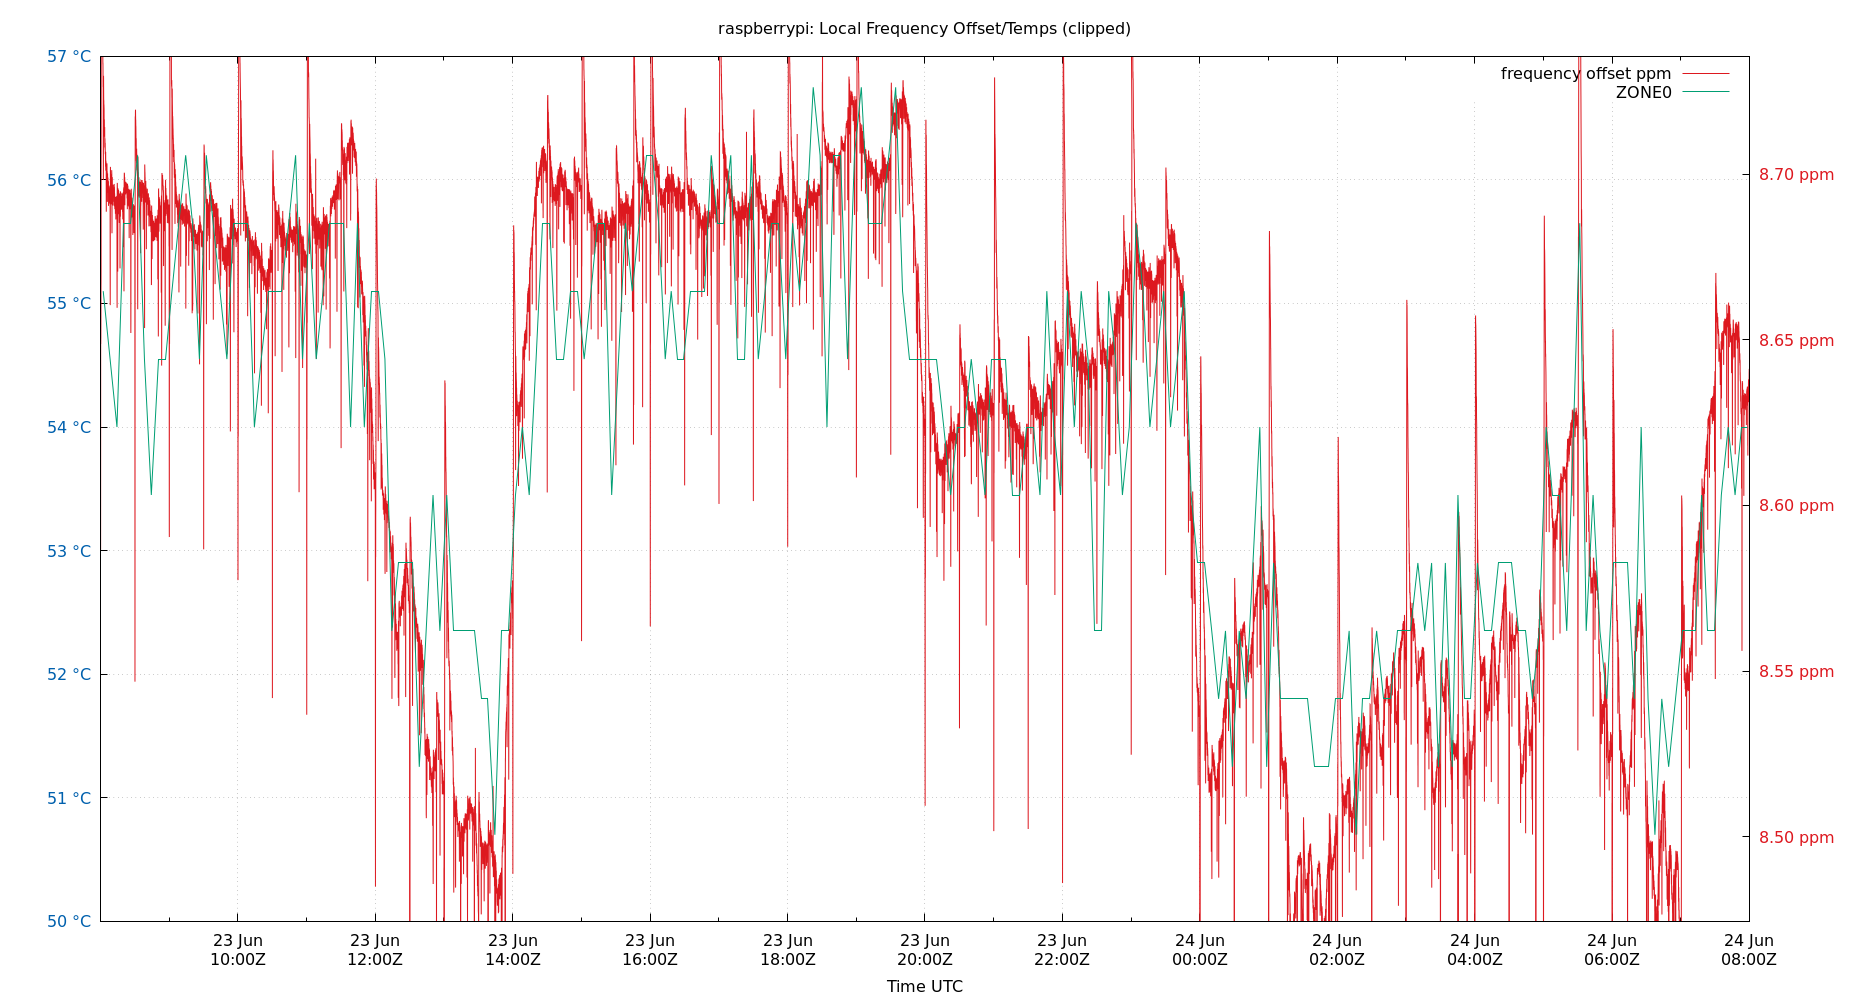 raspberrypi: Local Frequency Offset/Temps (clipped)
57 °C
56 °C
55 °C
54 °C
53 °C
52 °C
51 °C
50 °C
frequency offset ppm
ZONE0
8.70 ppm
8.65 ppm
8.60 ppm
8.55 ppm
8.50 ppm
23 Jun 23 Jun 23 Jun 23 Jun 23 Jun 23 Jun 23 Jun 24 Jun 24 Jun 24 Jun 24 Jun 24 Jun
10:00Z 12:00Z 14:00Z 16:00Z 18:00Z 20:00Z 22:00Z 00:00Z 02:00Z 04:00Z 06:00Z 08:00Z
Time UTC